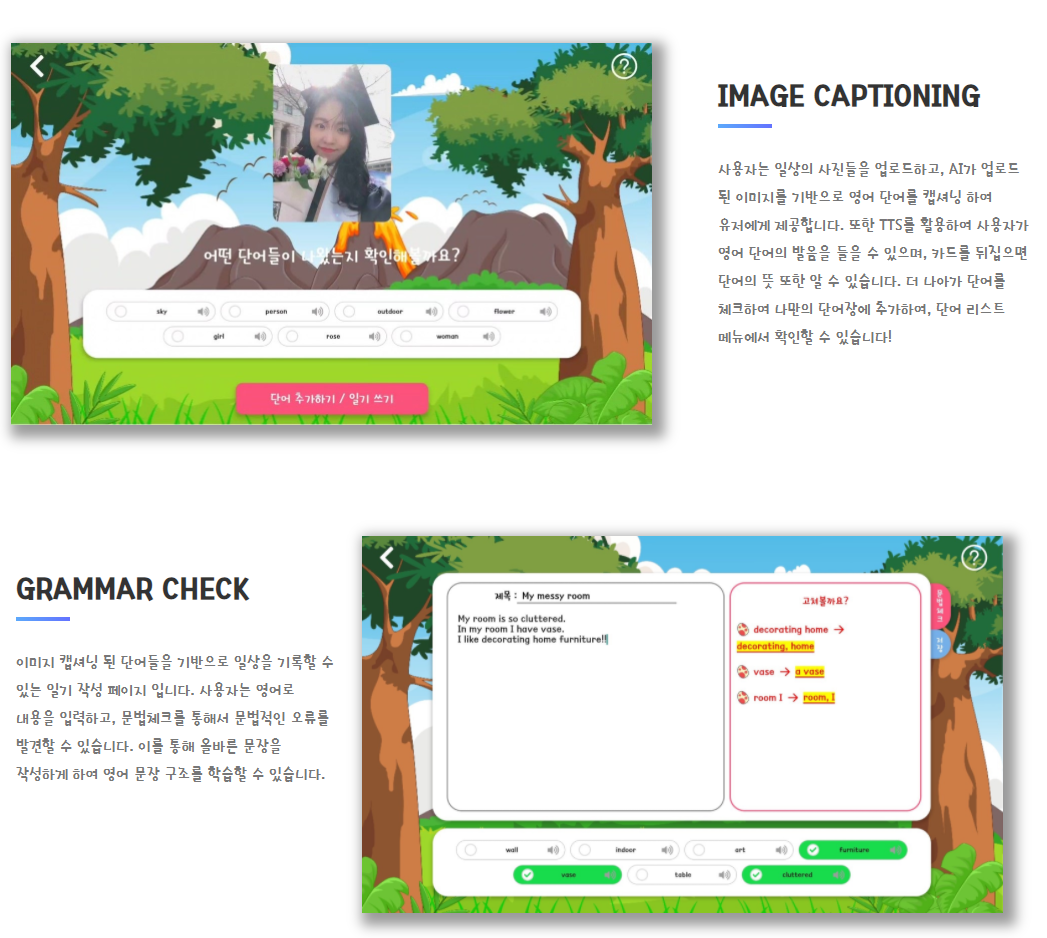 IMAGE CAPTIONING
사용자는 일상의 사진들을 업로드하고, AI가 업로드
된 이미지를 기반으로 영어 단어를 캡셔닝 하여
유저에게 제공합니다. 또한 TTS를 활용하여 사용자가
영어 단어의 발음을 들을 수 있으며, 카드를 뒤집으면
단어의 뜻 또한 알 수 있습니다. 더 나아가 단어를
체크하여 나만의 단어장에 추가하여, 단어 리스트
메뉴에서 확인할 수 있습니다!
?
어떤 단어들이 나왔는지 확인해볼까요?
sky person outdoor flower
girl rose woman
단어 추가하기 / 일기 쓰기
GRAMMAR CHECK
이미지 캡셔닝 된 단어들을 기반으로 일상을 기록할 수
있는 일기 작성 페이지 입니다. 사용자는 영어로
내용을 입력하고, 문법체크를 통해서 문법적인 오류를
발견할 수 있습니다. 이를 통해 올바른 문장을
작성하게 하여 영어 문장 구조를 학습할 수 있습니다.
?
제목 : My messy room
My room is so cluttered.
In my room I have vase.
I like decorating home furniture!!
고쳐볼까요?
decorating home →
decorating, home
vase → a vase
room I → room, I
문법체크
저장
wall indoor art furniture
vase table cluttered